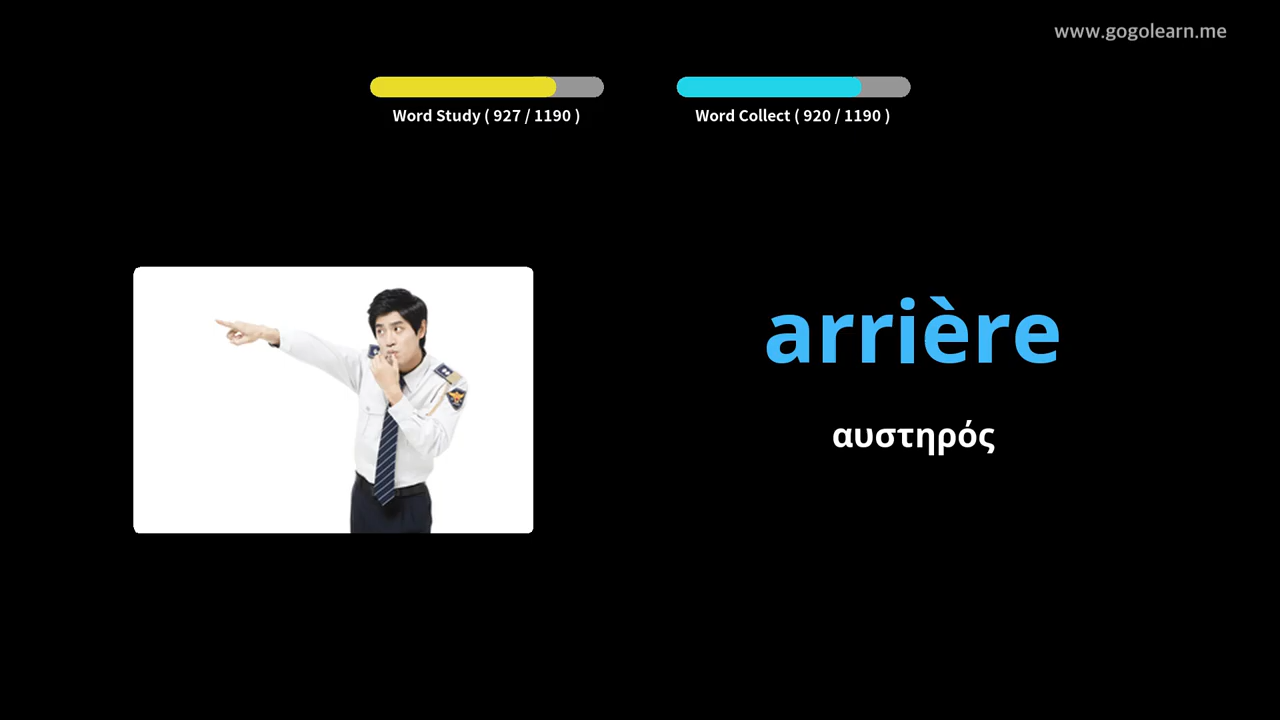 www.gogolearn.me
Word Study ( 927 / 1190 )
Word Collect ( 920 / 1190 )
arrière
αυστηρός